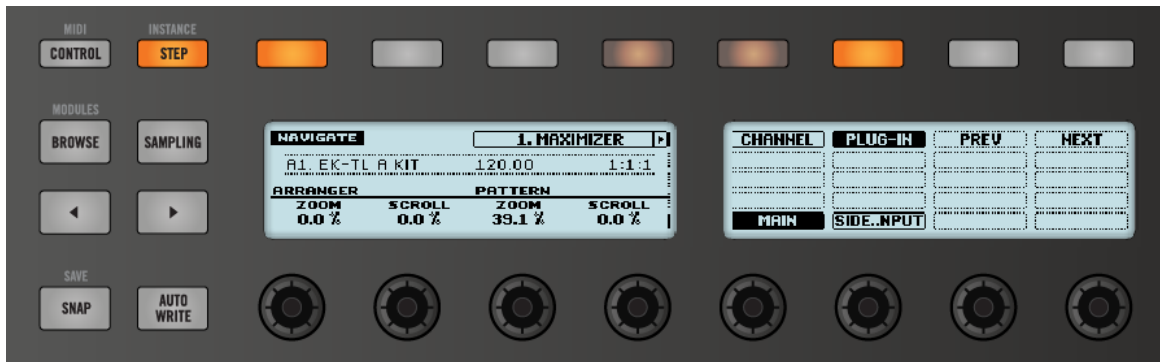 MIDI
INSTANCE
CONTROL
STEP
MODULES
BROWSE
SAMPLING
SAVE
SNAP
AUTO
WRITE
NAVIGATE
1. MAXIMIZER
A1. EK-TL A KIT 120.00 1:1:1
ARRANGER PATTERN
ZOOM SCROLL ZOOM SCROLL
0.0 % 0.0 % 39.1 % 0.0 %
CHANNEL PLUG-IN PREV NEXT
MAIN SIDE..NPUT